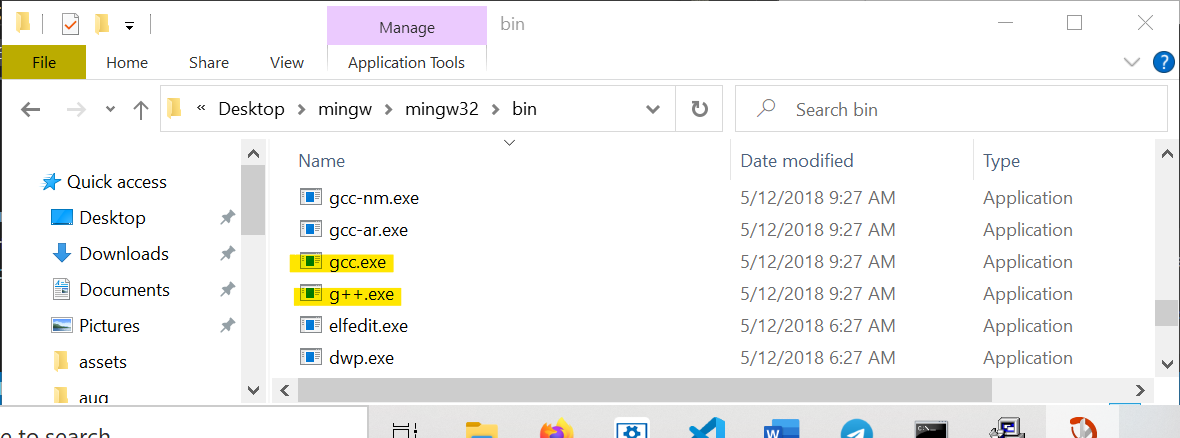 Manage
bin
File
Home
Share
View
Application Tools
?
« Desktop > mingw > mingw32 > bin
Search bin
Name
Date modified
Type
Quick access
Desktop
Downloads
Documents
Pictures
assets
aug
gcc-nm.exe 5/12/2018 9:27 AM Application
gcc-ar.exe 5/12/2018 9:27 AM Application
gcc.exe 5/12/2018 9:27 AM Application
g++.exe 5/12/2018 9:27 AM Application
elfedit.exe 5/12/2018 6:27 AM Application
dwp.exe 5/12/2018 6:27 AM Application
e to search